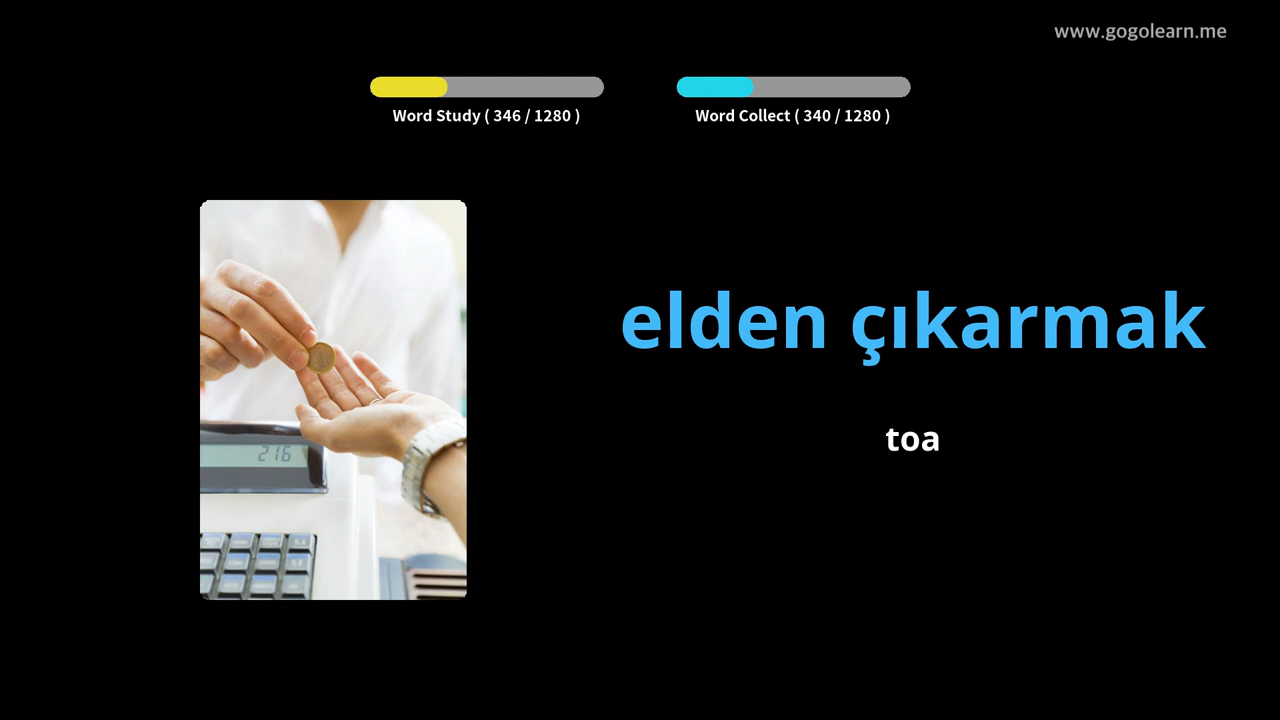 www.gogolearn.me
Word Study ( 346 / 1280 )
Word Collect ( 340 / 1280 )
elden çıkarmak
toa
216